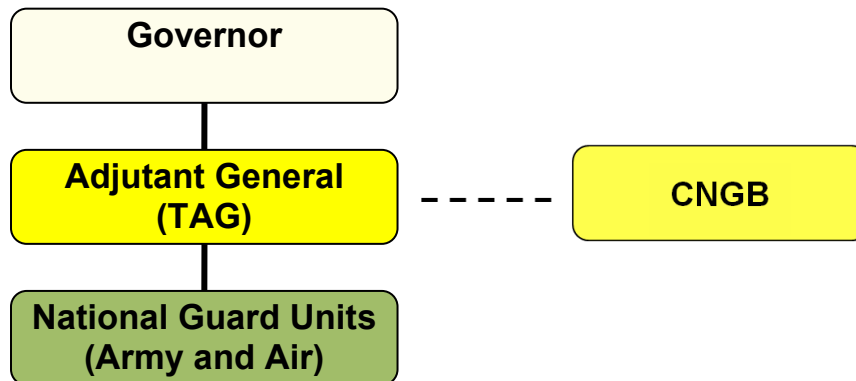 Governor
Adjutant General
(TAG)
CNGB
National Guard Units
(Army and Air)